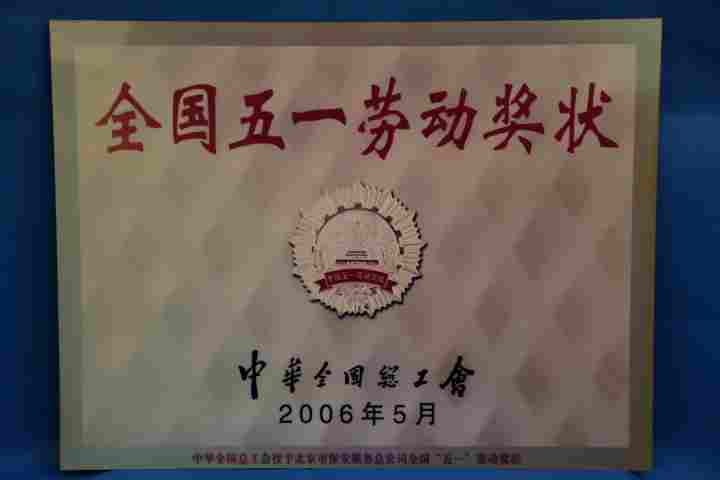 全国五一劳动奖状
中华全国總工會
2006年5月
中华全国总工会授予北京市保安服务总公司全国“五一”劳动奖状